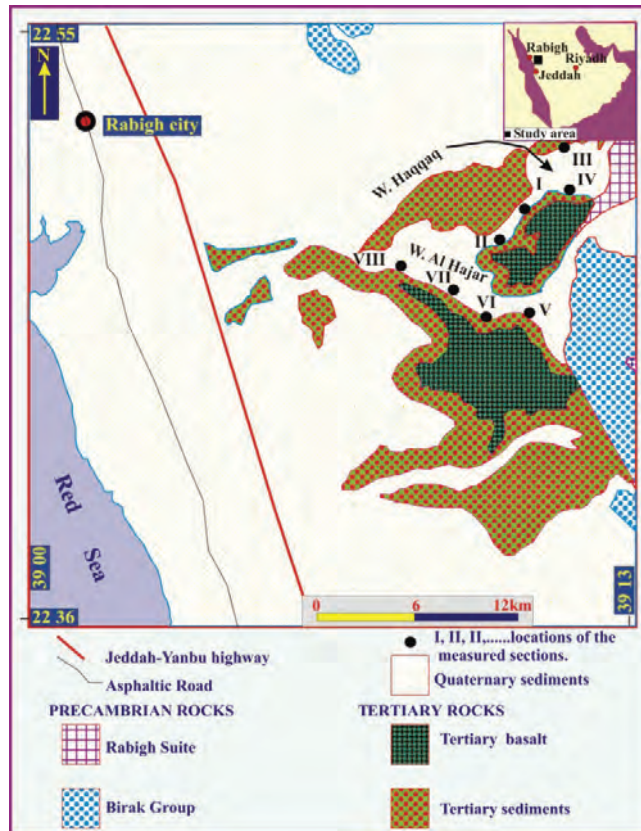 22 55
N
Rabigh city
Rabigh
Riyadh
Jeddah
Study area
W. Haqqaq
III
IV
I
II
VIII
W. Al Hajar
VII
VI
V
Red Sea
39 00
22 36
39 13
0 6 12km
Jeddah-Yanbu highway
Asphaltic Road
I, II, II,......locations of the
measured sections.
Quaternary sediments
PRECAMBRIAN ROCKS
TERTIARY ROCKS
Rabigh Suite
Tertiary basalt
Birak Group
Tertiary sediments